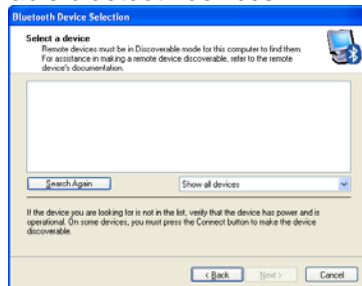 Bluetooth Device Selection
Select a device
Remote devices must be in Discoverable mode for this computer to find them.
For assistance in making a remote device discoverable, refer to the remote
device's documentation.
Search Again
Show all devices
If the device you are looking for is not in the list, verify that the device has power and is
operational. On some devices, you must press the Connect button to make the device
discoverable.
< Back
Next >
Cancel